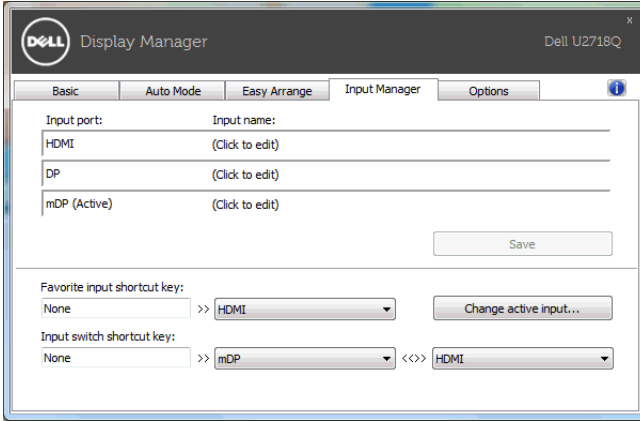 DELL Display Manager Dell U2718Q x
Basic Auto Mode Easy Arrange Input Manager Options i
Input port: Input name:
HDMI (Click to edit)
DP (Click to edit)
mDP (Active) (Click to edit)
Save
Favorite input shortcut key:
None >> HDMI Change active input...
Input switch shortcut key:
None >> mDP <<>> HDMI